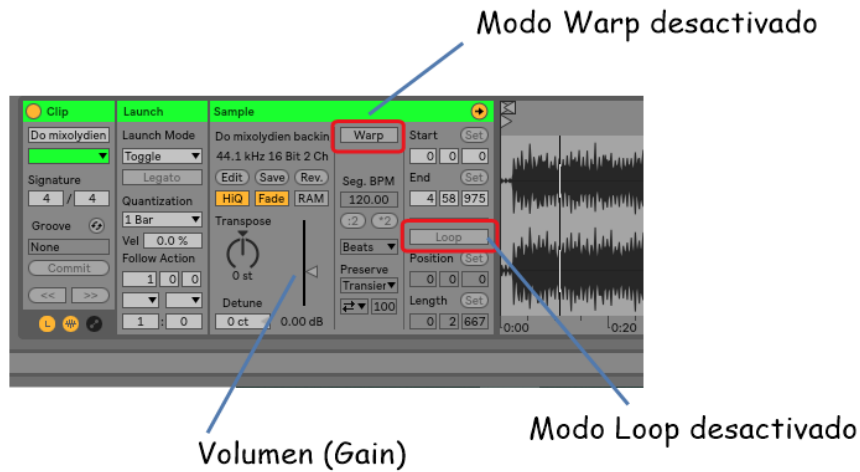 Modo Warp desactivado
Clip
Do mixolydien
Signature
4 / 4
Groove
None
Commit
<< >>
L
Launch
Launch Mode
Toggle
Legato
Quantization
1 Bar
Vel 0.0 %
Follow Action
1 0 0
1 : 0
Sample
Do mixolydien backin
44.1 kHz 16 Bit 2 Ch
Edit Save Rev.
HiQ Fade RAM
Transpose
0 st
Detune
0 ct 0.00 dB
Warp
Seg. BPM
120.00
:2 *2
Beats
Preserve
Transier
100
Start Set
0 0 0
End Set
4 58 975
Loop
Position Set
0 0 0
Length Set
0 2 667
0:00 0:20
Volumen (Gain)
Modo Loop desactivado